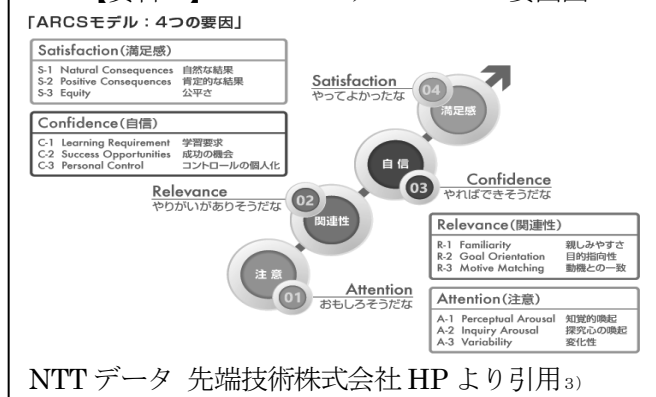 「ARCSモデル：4つの要因」
Satisfaction(満足感)
S-1 Natural Consequences 自然な結果
S-2 Positive Consequences 肯定的な結果
S-3 Equity 公平さ
Confidence(自信)
C-1 Learning Requirement 学習要求
C-2 Success Opportunities 成功の機会
C-3 Personal Control コントロールの個人化
Satisfaction
やってよかったな
04
満足感
自信
03
Confidence
やればできそうだな
Relevance
やりがいがありそうだな
02
関連性
注意
01
Attention
おもしろそうだな
Relevance(関連性)
R-1 Familiarity 親しみやすさ
R-2 Goal Orientation 目的指向性
R-3 Motive Matching 動機との一致
Attention(注意)
A-1 Perceptual Arousal 知覚的喚起
A-2 Inquiry Arousal 探究心の喚起
A-3 Variability 変化性
NTT データ 先端技術株式会社 HP より引用3)